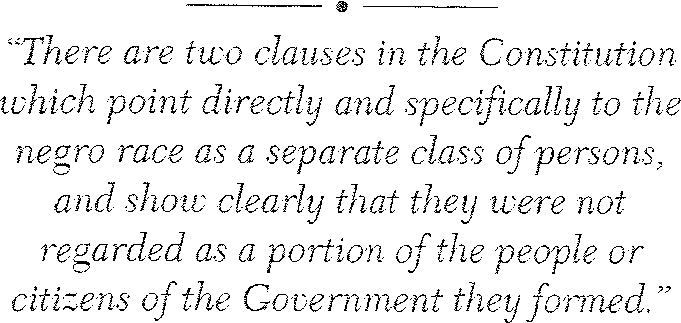 “There are two clauses in the Constitution
which point directly and specifically to the
negro race as a separate class of persons,
and show clearly that they were not
regarded as a portion of the people or
citizens of the Government they formed.”